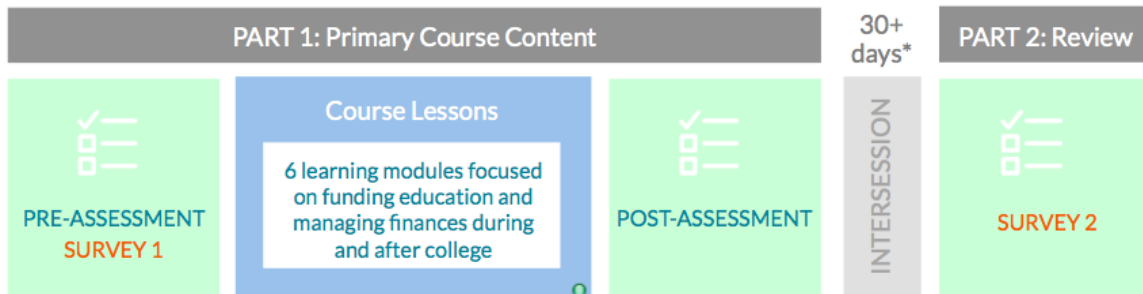 PART 1: Primary Course Content
30+
days*
PART 2: Review
PRE-ASSESSMENT
SURVEY 1
Course Lessons
6 learning modules focused
on funding education and
managing finances during
and after college
POST-ASSESSMENT
INTERSESSION
SURVEY 2